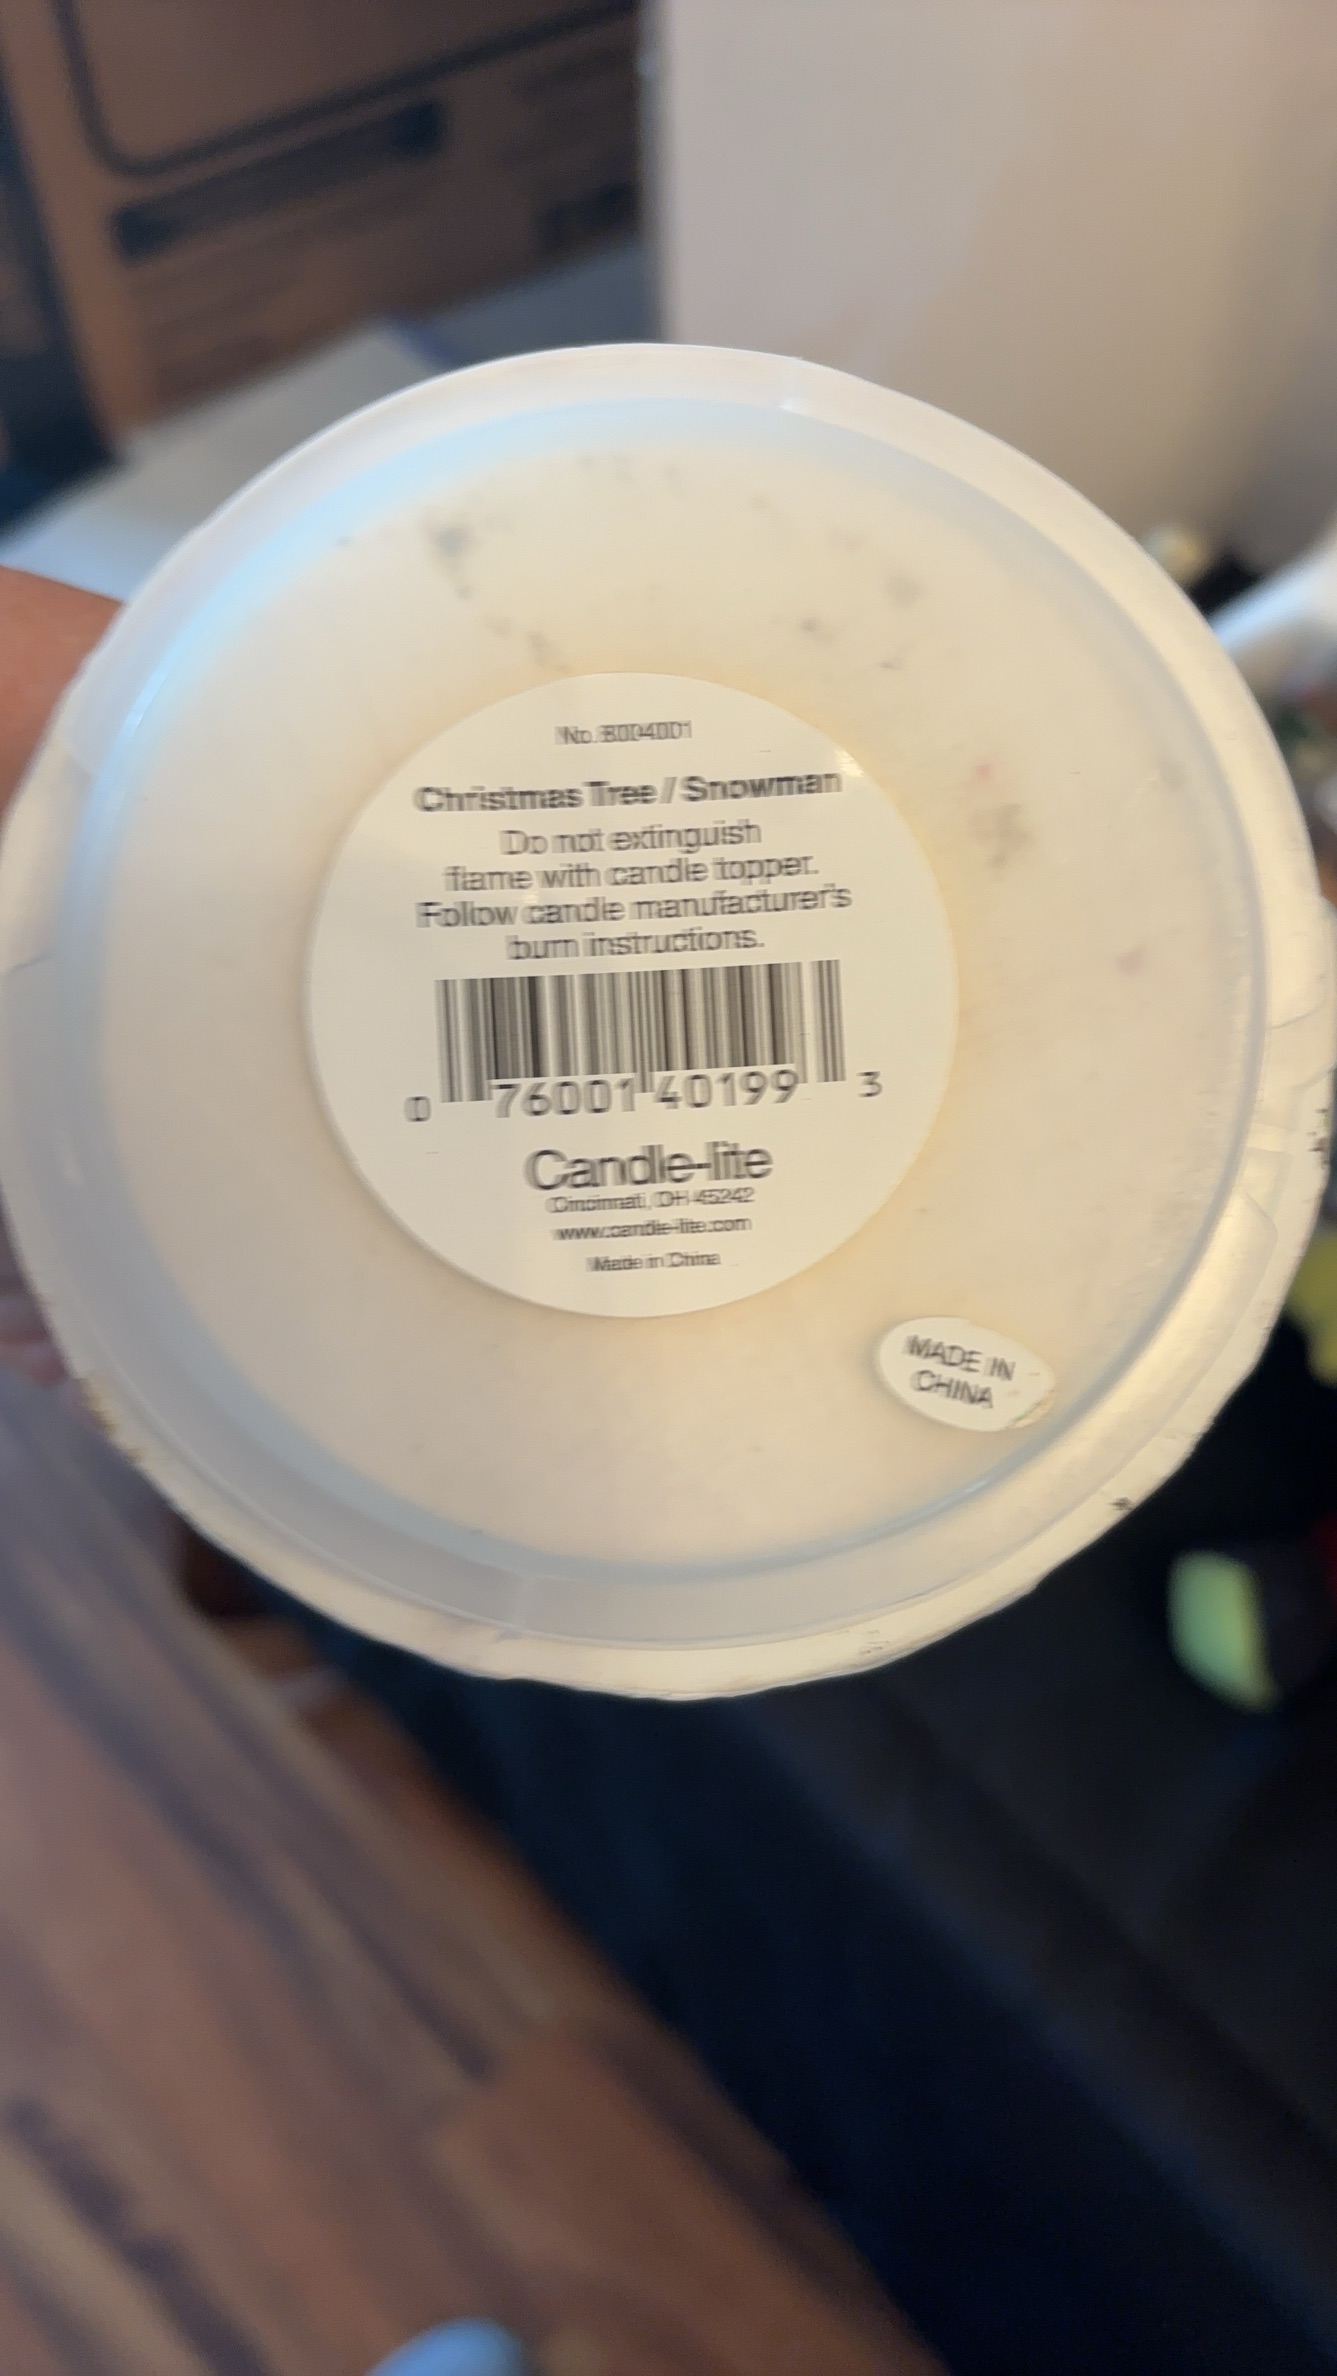 No. 8004001
Christmas Tree / Snowman
Do not extinguish
flame with candle topper.
Follow candle manufacturer's
burn instructions.
0 76001 40199 3
Candle-lite
Cincinnati, OH 45242
www.candle-lite.com
Made in China
MADE IN
CHINA